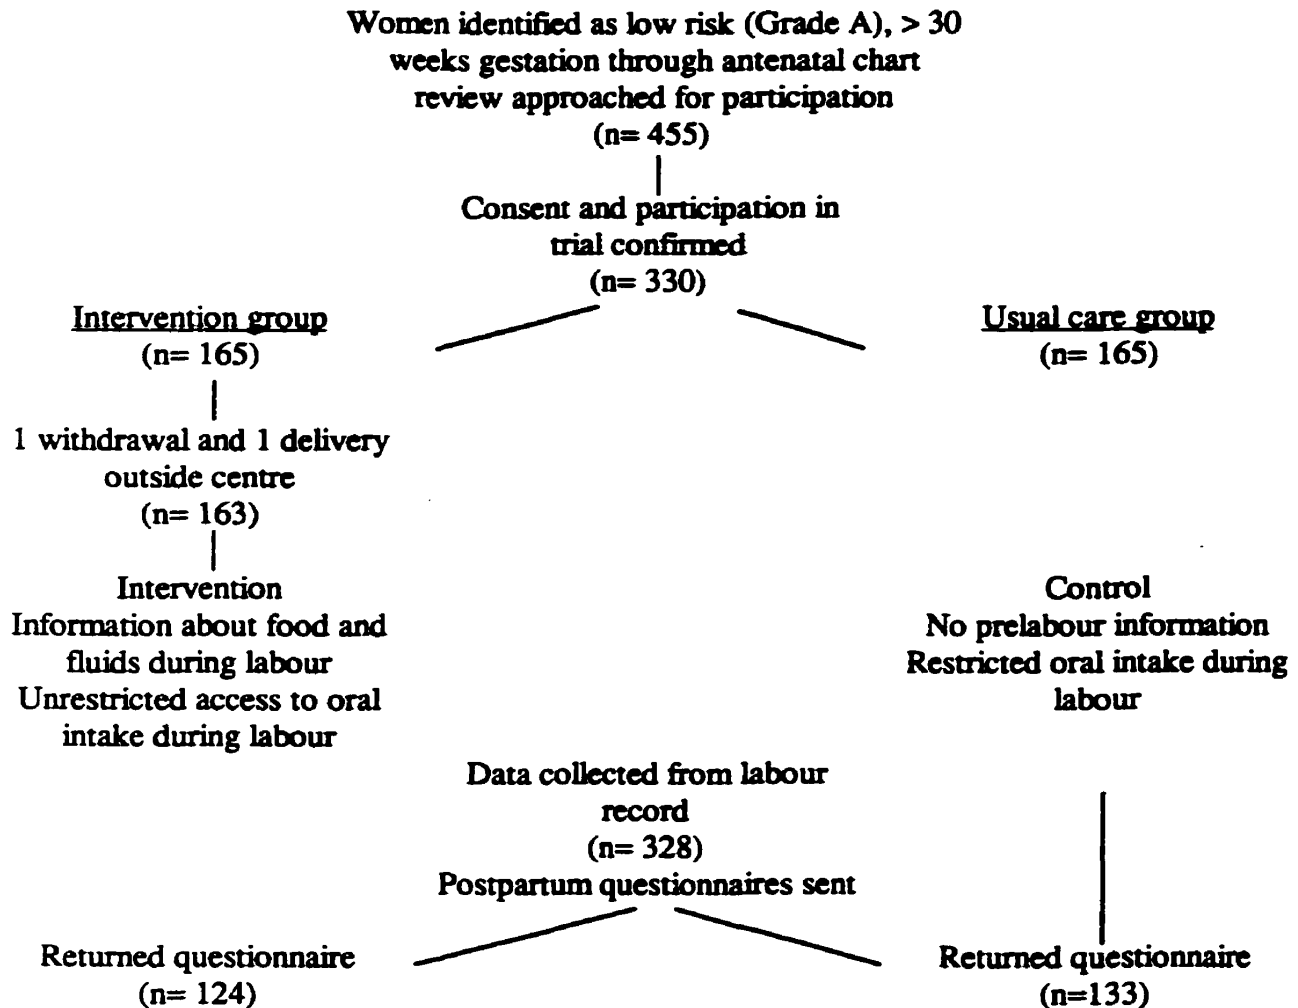 Women identified as low risk (Grade A), > 30
weeks gestation through antenatal chart
review approached for participation
(n= 455)
Consent and participation in
trial confirmed
(n= 330)
Intervention group
(n= 165)
Usual care group
(n= 165)
1 withdrawal and 1 delivery
outside centre
(n= 163)
Intervention
Information about food and
fluids during labour
Unrestricted access to oral
intake during labour
Control
No prelabour information
Restricted oral intake during
labour
Data collected from labour
record
(n= 328)
Postpartum questionnaires sent
Returned questionnaire
(n= 124)
Returned questionnaire
(n=133)